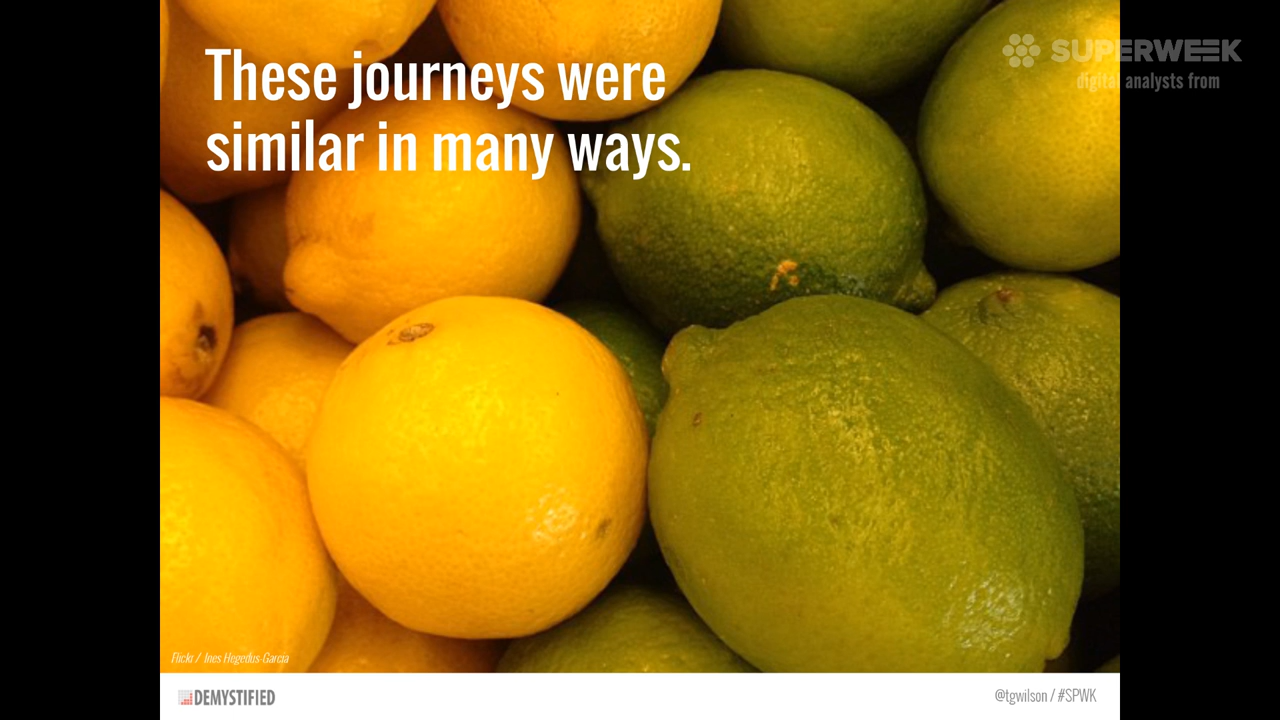 These journeys were
similar in many ways.
SUPERWEEK
digital analysts from
Flickr / Ines Hegedus-Garcia
DEMYSTIFIED
@tgwilson / #SPWK